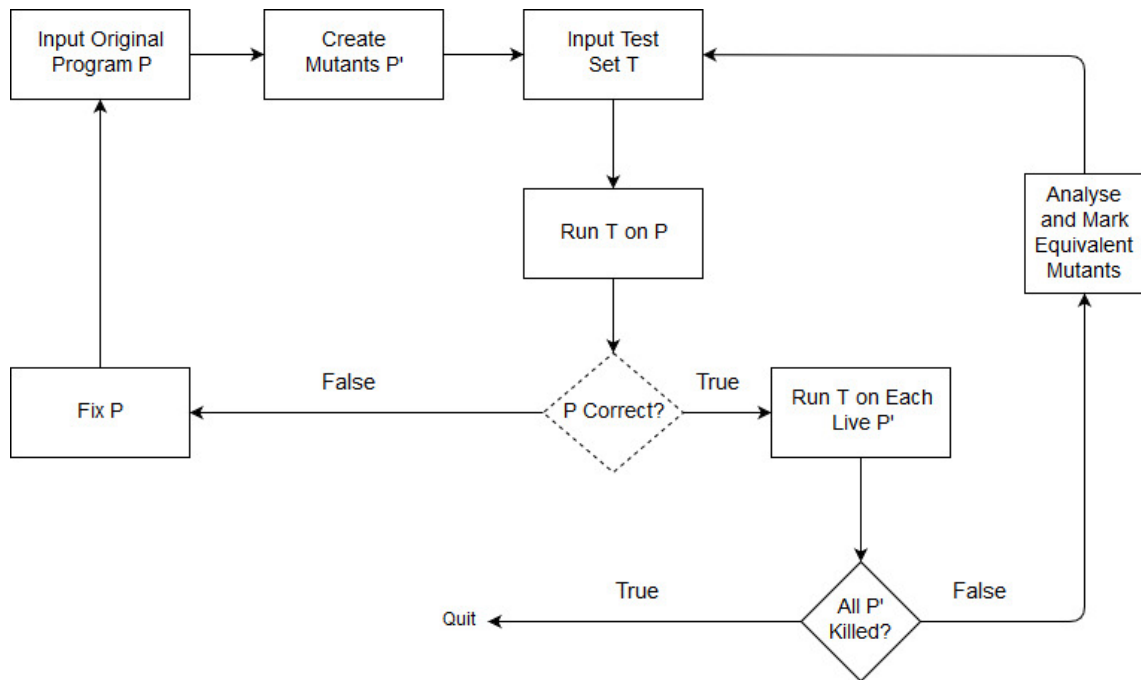 Input Original
Program P
Create
Mutants P'
Input Test
Set T
Analyse
and Mark
Equivalent
Mutants
Run T on P
False
True
Fix P
P Correct?
Run T on Each
Live P'
True
False
Quit
All P'
Killed?